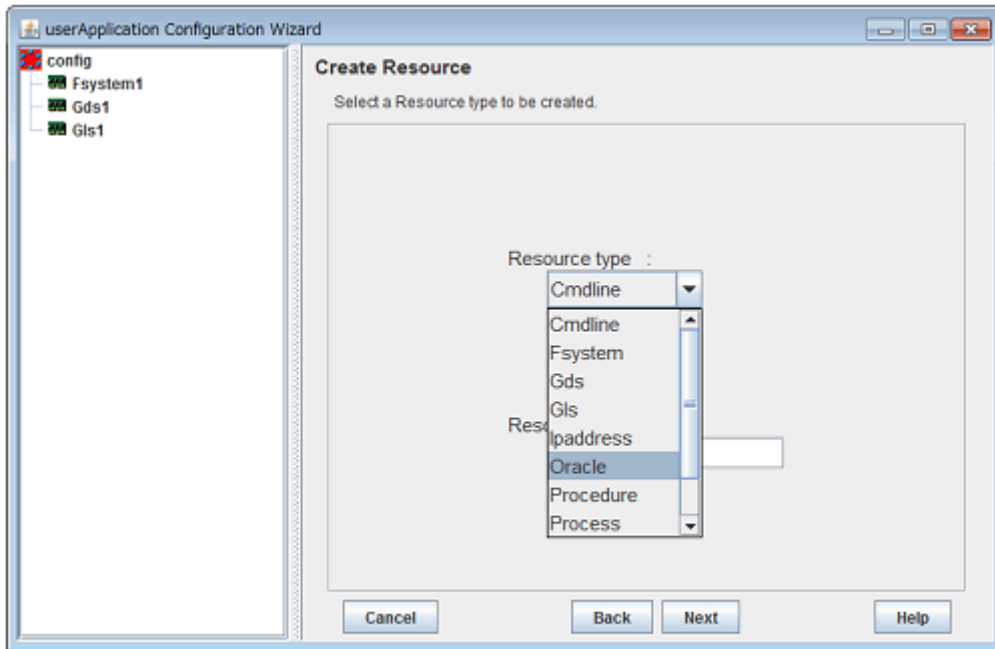 userApplication Configuration Wizard
config
Fsystem1
Gds1
Gls1
Create Resource
Select a Resource type to be created.
Resource type :
Cmdline
Cmdline
Fsystem
Gds
Gls
Ipaddress
Oracle
Procedure
Process
Cancel
Back
Next
Help